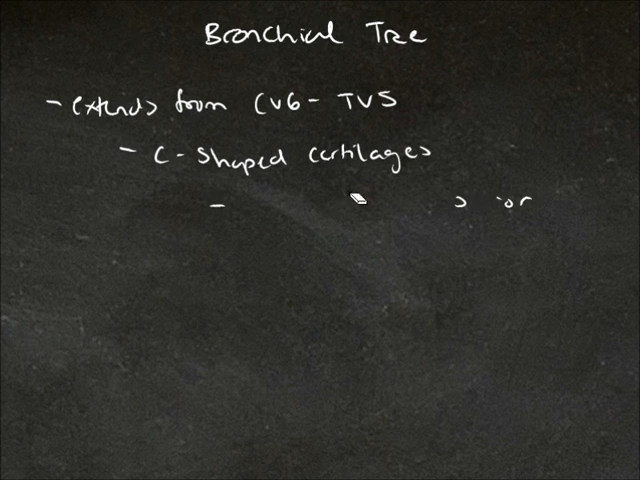 Bronchial Tree
- extends from CV6 - TV5
- C-shaped cartilages
-